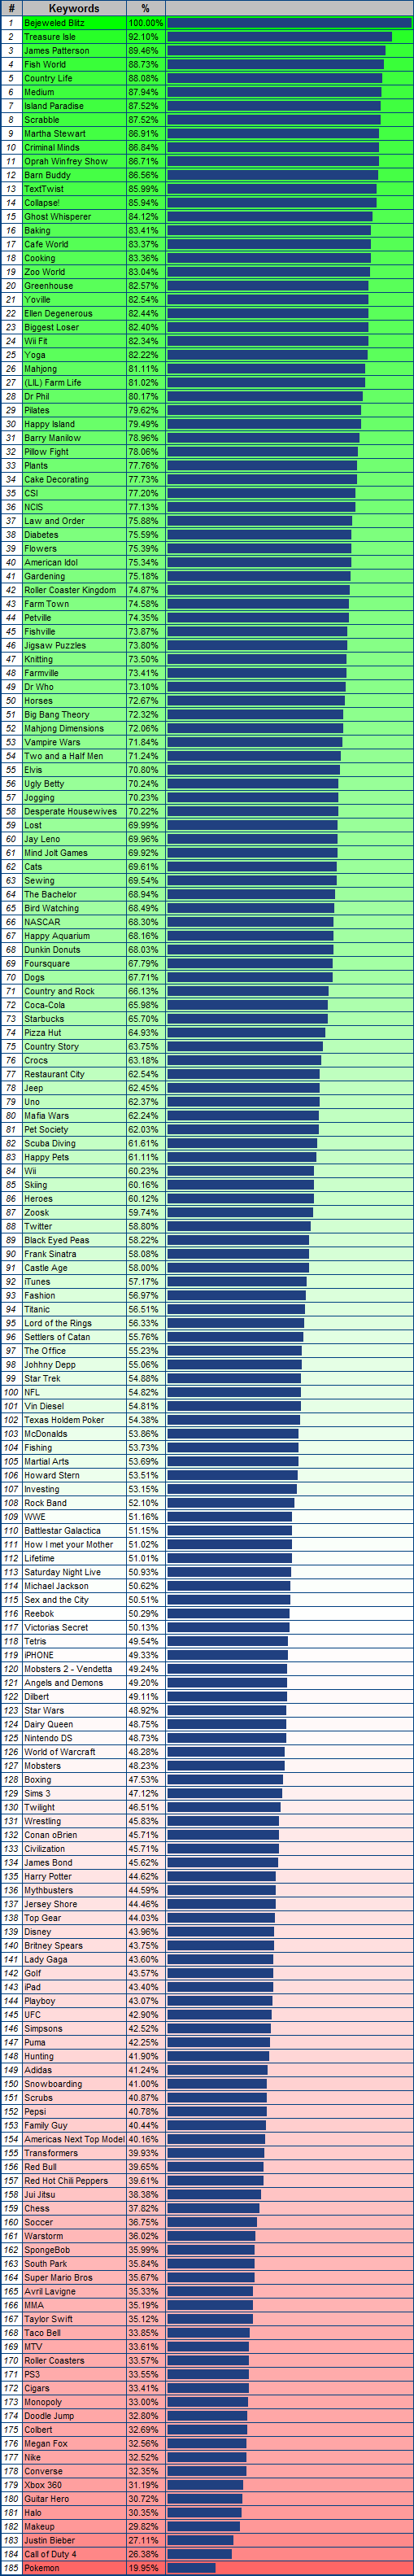 # Keywords %
1 Bejeweled Blitz 100.00%
2 Treasure Isle 92.10%
3 James Patterson 89.46%
4 Fish World 88.73%
5 Country Life 88.08%
6 Medium 87.94%
7 Island Paradise 87.52%
8 Scrabble 87.52%
9 Martha Stewart 86.91%
10 Criminal Minds 86.84%
11 Oprah Winfrey Show 86.71%
12 Barn Buddy 86.56%
13 TextTwist 85.99%
14 Collapse! 85.94%
15 Ghost Whisperer 84.12%
16 Baking 83.41%
17 Cafe World 83.37%
18 Cooking 83.36%
19 Zoo World 83.04%
20 Greenhouse 82.57%
21 Yoville 82.54%
22 Ellen Degenerous 82.44%
23 Biggest Loser 82.40%
24 Wii Fit 82.34%
25 Yoga 82.22%
26 Mahjong 81.11%
27 (LIL) Farm Life 81.02%
28 Dr Phil 80.17%
29 Pilates 79.62%
30 Happy Island 79.49%
31 Barry Manilow 78.96%
32 Pillow Fight 78.06%
33 Plants 77.76%
34 Cake Decorating 77.73%
35 CSI 77.20%
36 NCIS 77.13%
37 Law and Order 75.88%
38 Diabetes 75.59%
39 Flowers 75.39%
40 American Idol 75.34%
41 Gardening 75.18%
42 Roller Coaster Kingdom 74.87%
43 Farm Town 74.58%
44 Petville 74.35%
45 Fishville 73.87%
46 Jigsaw Puzzles 73.80%
47 Knitting 73.50%
48 Farmville 73.41%
49 Dr Who 73.10%
50 Horses 72.67%
51 Big Bang Theory 72.32%
52 Mahjong Dimensions 72.06%
53 Vampire Wars 71.84%
54 Two and a Half Men 71.24%
55 Elvis 70.80%
56 Ugly Betty 70.24%
57 Jogging 70.23%
58 Desperate Housewives 70.22%
59 Lost 69.99%
60 Jay Leno 69.96%
61 Mind Jolt Games 69.92%
62 Cats 69.61%
63 Sewing 69.54%
64 The Bachelor 68.94%
65 Bird Watching 68.49%
66 NASCAR 68.30%
67 Happy Aquarium 68.16%
68 Dunkin Donuts 68.03%
69 Foursquare 67.79%
70 Dogs 67.71%
71 Country and Rock 66.13%
72 Coca-Cola 65.98%
73 Starbucks 65.70%
74 Pizza Hut 64.93%
75 Country Story 63.75%
76 Crocs 63.18%
77 Restaurant City 62.54%
78 Jeep 62.45%
79 Uno 62.37%
80 Mafia Wars 62.24%
81 Pet Society 62.03%
82 Scuba Diving 61.61%
83 Happy Pets 61.11%
84 Wii 60.23%
85 Skiing 60.16%
86 Heroes 60.12%
87 Zoosk 59.74%
88 Twitter 58.80%
89 Black Eyed Peas 58.22%
90 Frank Sinatra 58.08%
91 Castle Age 58.00%
92 iTunes 57.17%
93 Fashion 56.97%
94 Titanic 56.51%
95 Lord of the Rings 56.33%
96 Settlers of Catan 55.76%
97 The Office 55.23%
98 Johhny Depp 55.06%
99 Star Trek 54.88%
100 NFL 54.82%
101 Vin Diesel 54.81%
102 Texas Holdem Poker 54.38%
103 McDonalds 53.86%
104 Fishing 53.73%
105 Martial Arts 53.69%
106 Howard Stern 53.51%
107 Investing 53.15%
108 Rock Band 52.10%
109 WWE 51.16%
110 Battlestar Galactica 51.15%
111 How I met your Mother 51.02%
112 Lifetime 51.01%
113 Saturday Night Live 50.93%
114 Michael Jackson 50.62%
115 Sex and the City 50.51%
116 Reebok 50.29%
117 Victorias Secret 50.13%
118 Tetris 49.54%
119 iPHONE 49.33%
120 Mobsters 2 - Vendetta 49.24%
121 Angels and Demons 49.20%
122 Dilbert 49.11%
123 Star Wars 48.92%
124 Dairy Queen 48.75%
125 Nintendo DS 48.73%
126 World of Warcraft 48.28%
127 Mobsters 48.23%
128 Boxing 47.53%
129 Sims 3 47.12%
130 Twilight 46.51%
131 Wrestling 45.83%
132 Conan oBrien 45.71%
133 Civilization 45.71%
134 James Bond 45.62%
135 Harry Potter 44.62%
136 Mythbusters 44.59%
137 Jersey Shore 44.46%
138 Top Gear 44.03%
139 Disney 43.96%
140 Britney Spears 43.75%
141 Lady Gaga 43.60%
142 Golf 43.57%
143 iPad 43.40%
144 Playboy 43.07%
145 UFC 42.90%
146 Simpsons 42.52%
147 Puma 42.25%
148 Hunting 41.90%
149 Adidas 41.24%
150 Snowboarding 41.00%
151 Scrubs 40.87%
152 Pepsi 40.78%
153 Family Guy 40.44%
154 Americas Next Top Model 40.16%
155 Transformers 39.93%
156 Red Bull 39.65%
157 Red Hot Chili Peppers 39.61%
158 Jui Jitsu 38.38%
159 Chess 37.82%
160 Soccer 36.75%
161 Warstorm 36.02%
162 SpongeBob 35.99%
163 South Park 35.84%
164 Super Mario Bros 35.67%
165 Avril Lavigne 35.33%
166 MMA 35.19%
167 Taylor Swift 35.12%
168 Taco Bell 33.85%
169 MTV 33.61%
170 Roller Coasters 33.57%
171 PS3 33.55%
172 Cigars 33.41%
173 Monopoly 33.00%
174 Doodle Jump 32.80%
175 Colbert 32.69%
176 Megan Fox 32.56%
177 Nike 32.52%
178 Converse 32.35%
179 Xbox 360 31.19%
180 Guitar Hero 30.72%
181 Halo 30.35%
182 Makeup 29.82%
183 Justin Bieber 27.11%
184 Call of Duty 4 26.38%
185 Pokemon 19.95%